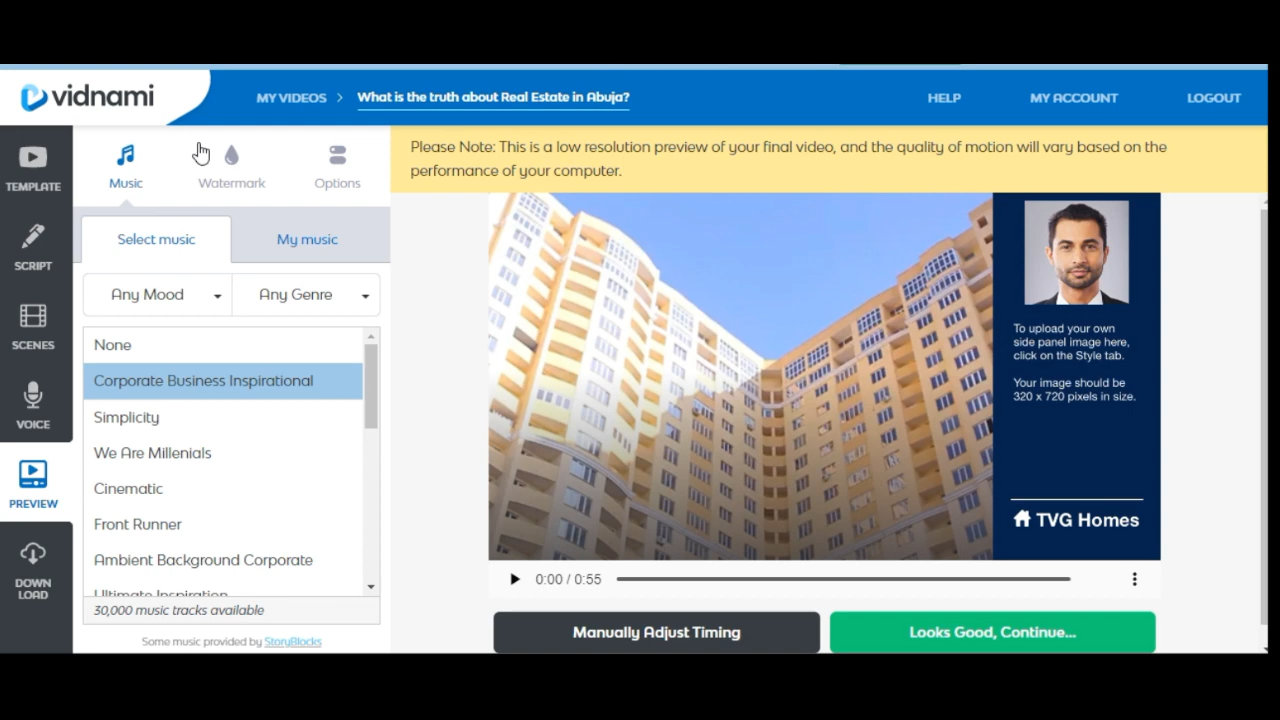 vidnami
MY VIDEOS > What is the truth about Real Estate in Abuja?
HELP
MY ACCOUNT
LOGOUT
TEMPLATE
SCRIPT
SCENES
VOICE
PREVIEW
DOWN
LOAD
Music
Watermark
Options
Select music
My music
Any Mood
Any Genre
None
Corporate Business Inspirational
Simplicity
We Are Millenials
Cinematic
Front Runner
Ambient Background Corporate
Ultimate Inspiration
30,000 music tracks available
Some music provided by StoryBlocks
Please Note: This is a low resolution preview of your final video, and the quality of motion will vary based on the
performance of your computer.
To upload your own
side panel image here,
click on the Style tab.
Your image should be
320 x 720 pixels in size.
TVG Homes
0:00 / 0:55
Manually Adjust Timing
Looks Good, Continue...